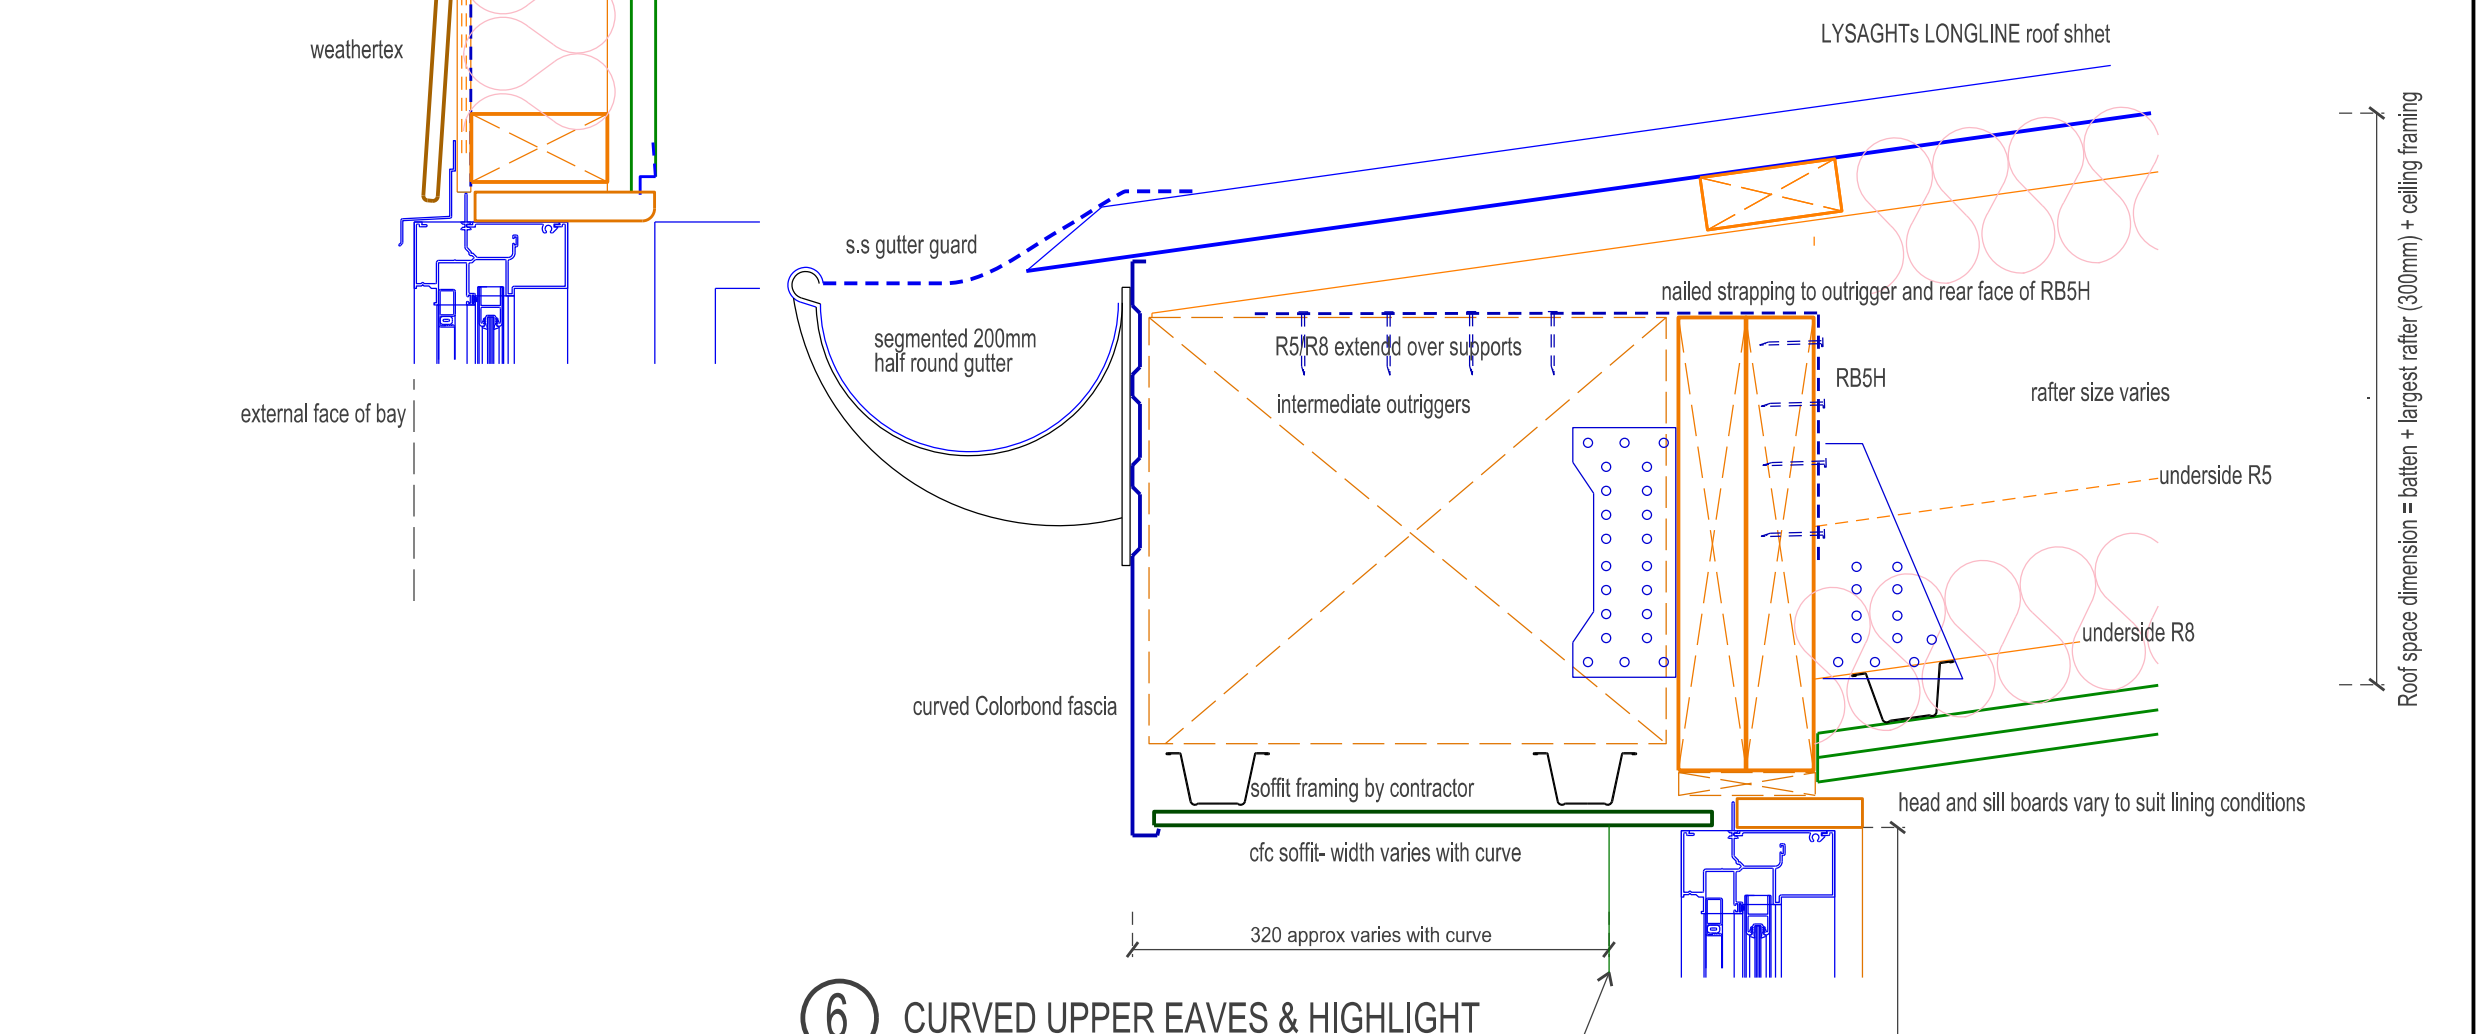 weathertex
LYSAGHTs LONGLINE roof shhet
s.s gutter guard
nailed strapping to outrigger and rear face of RB5H
segmented 200mm
half round gutter
R5/R8 extendd over supports
RB5H
rafter size varies
external face of bay
intermediate outriggers
underside R5
Roof space dimension = batten + largest rafter (300mm) + ceiling framing
underside R8
curved Colorbond fascia
soffit framing by contractor
head and sill boards vary to suit lining conditions
cfc soffit- width varies with curve
320 approx varies with curve
6 CURVED UPPER EAVES & HIGHLIGHT